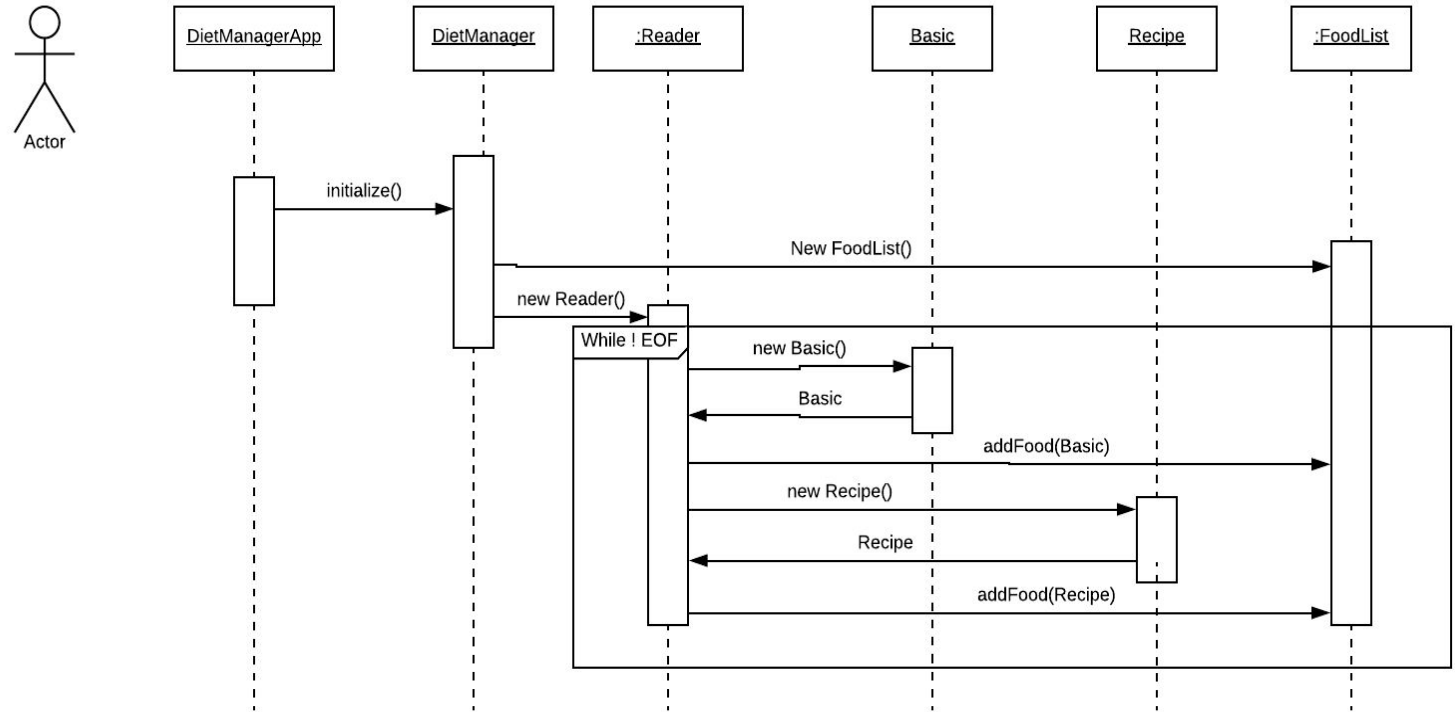 DietManagerApp
DietManager
:Reader
Basic
Recipe
:FoodList
Actor
initialize()
New FoodList()
new Reader()
While ! EOF
new Basic()
Basic
addFood(Basic)
new Recipe()
Recipe
addFood(Recipe)